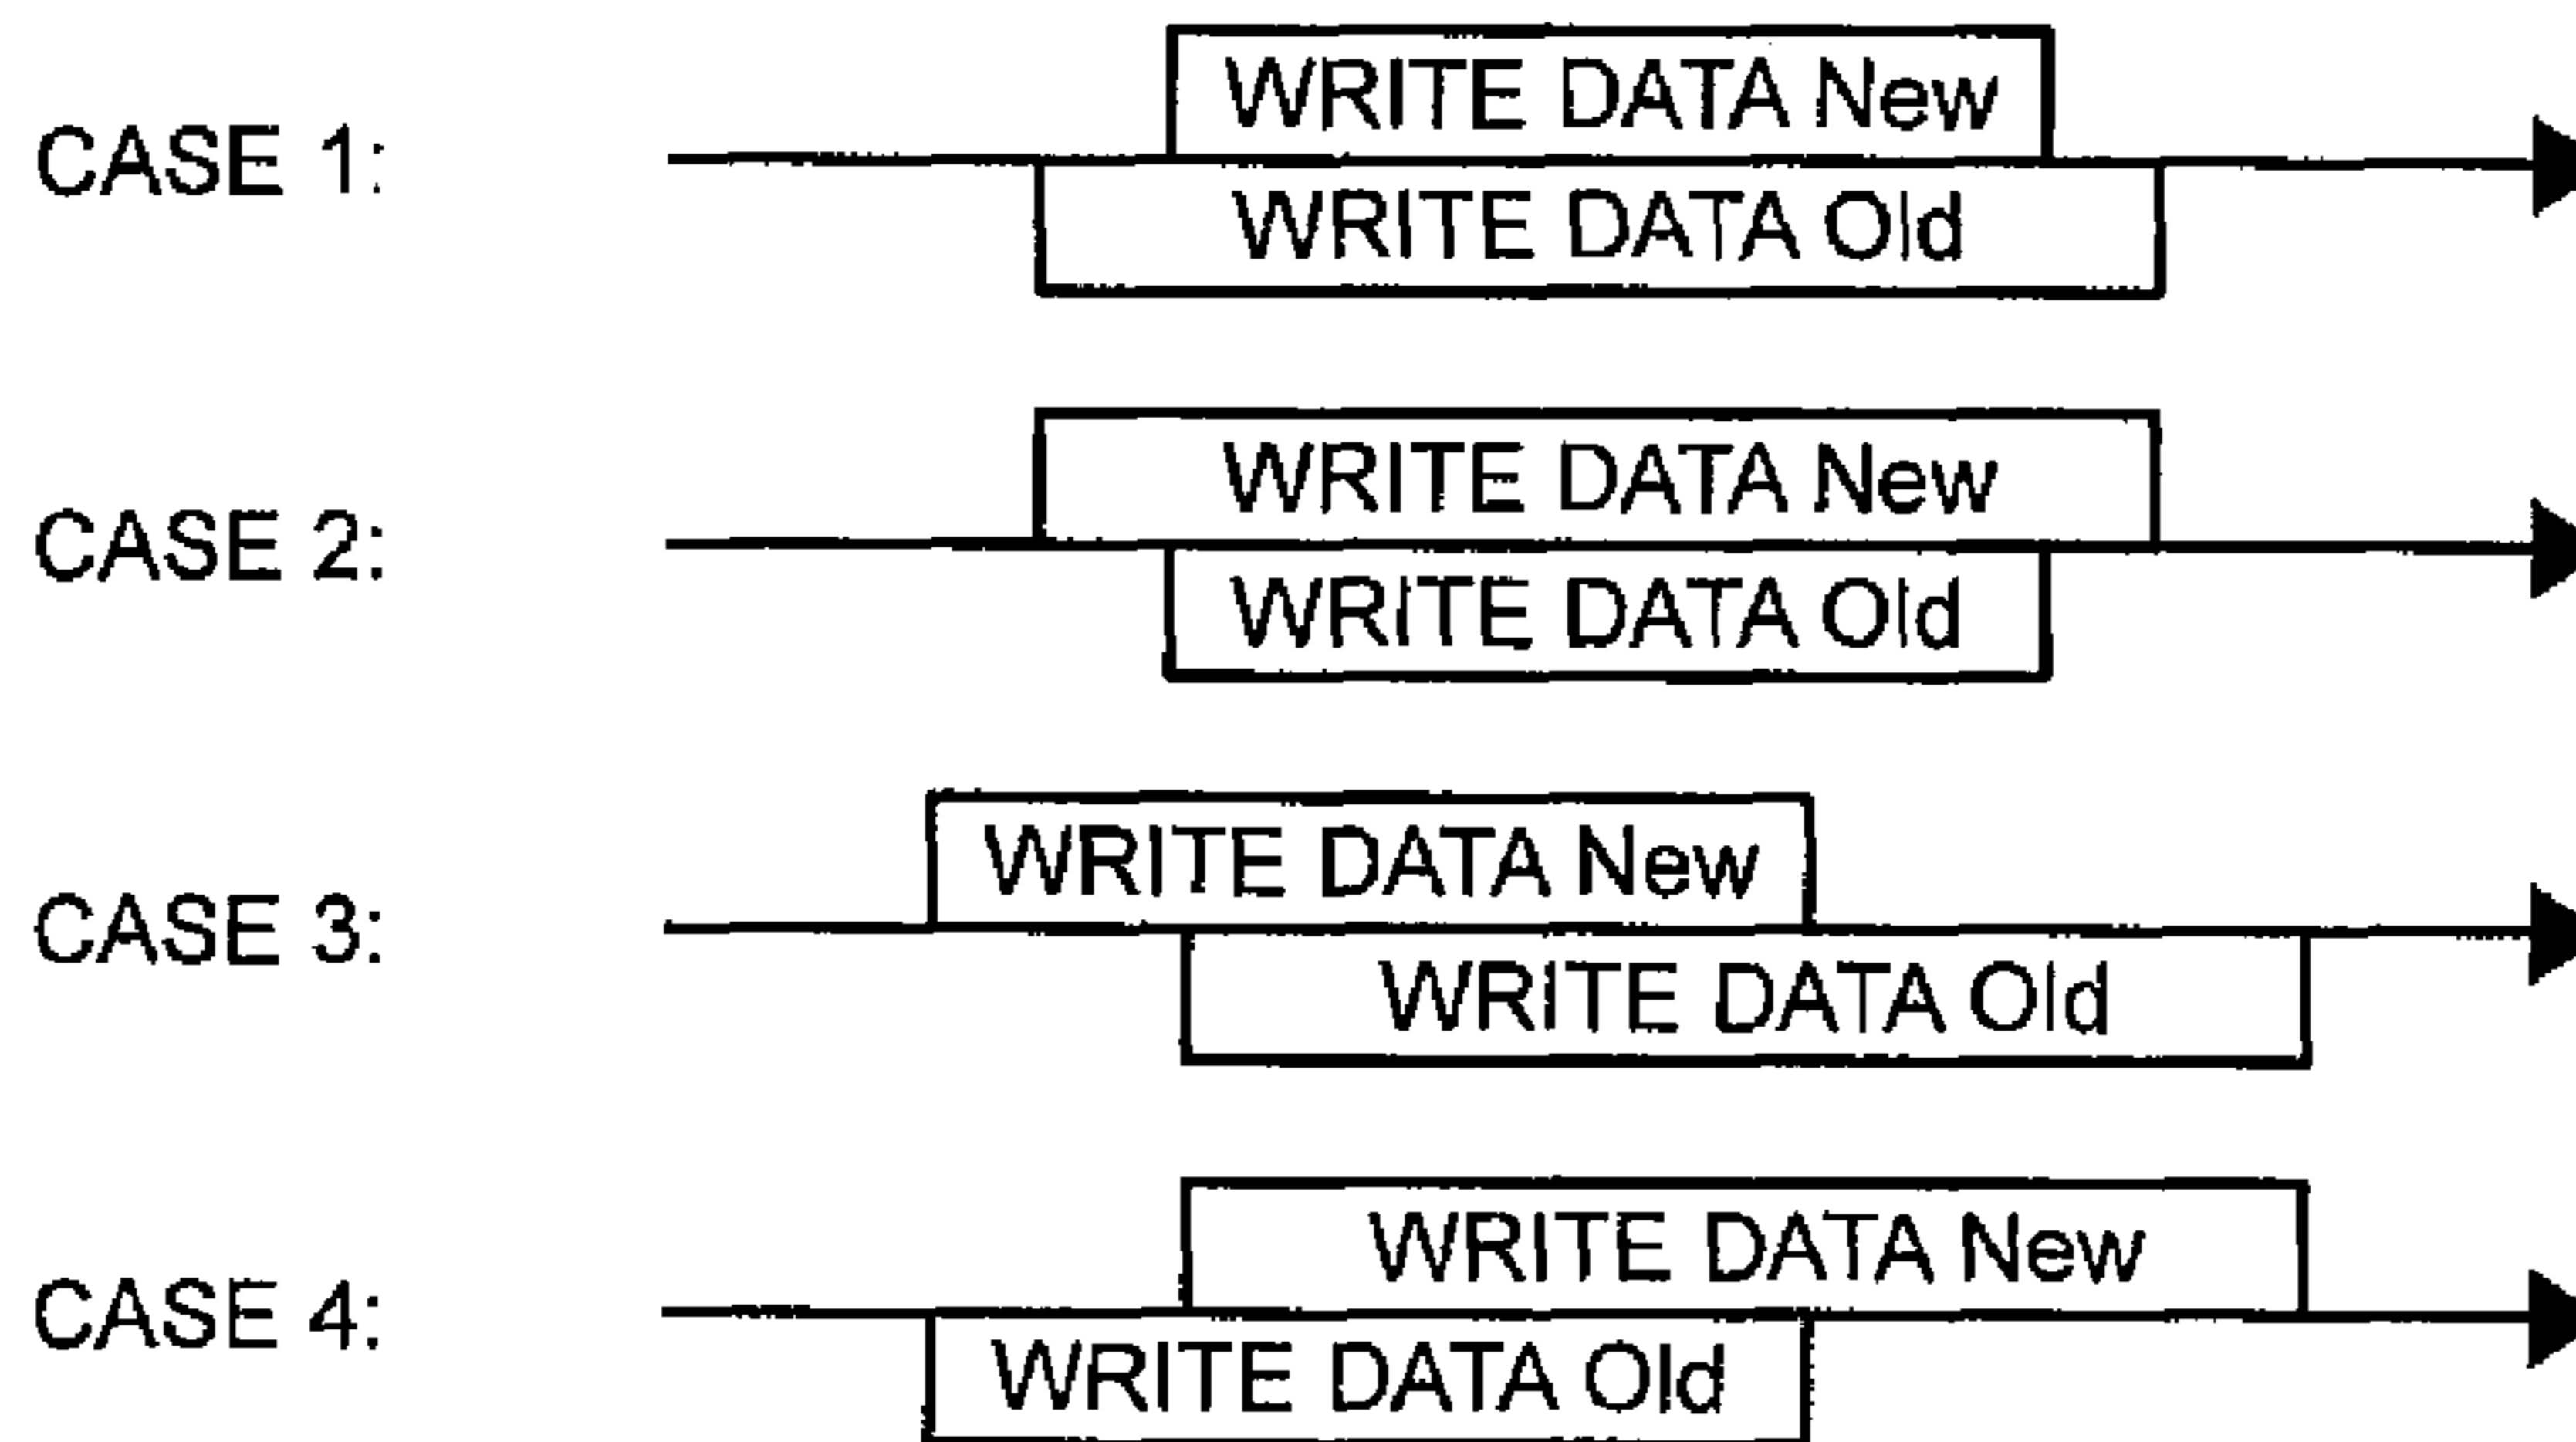 WRITE DATA New
CASE 1:
WRITE DATA Old
WRITE DATA New
CASE 2:
WRITE DATA Old
WRITE DATA New
CASE 3:
WRITE DATA Old
WRITE DATA New
CASE 4:
WRITE DATA Old